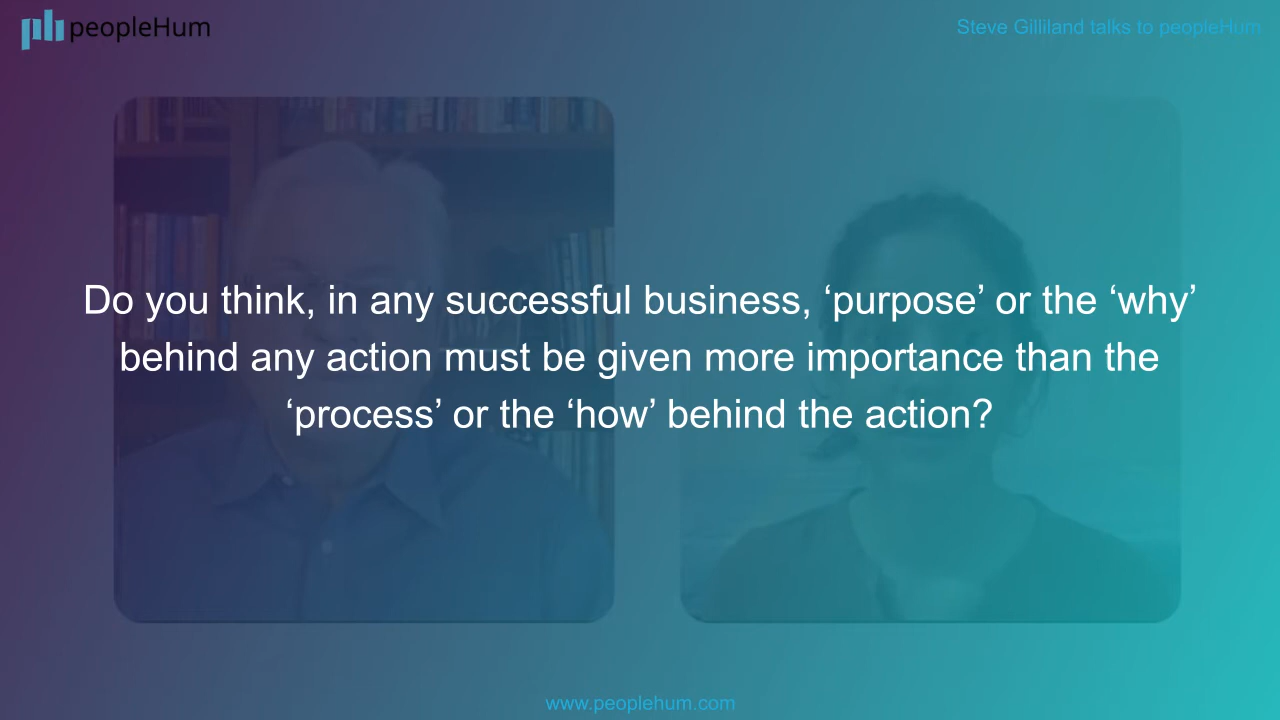 peopleHum
Steve Gilliland talks to peopleHum
Do you think, in any successful business, ‘purpose’ or the ‘why’
behind any action must be given more importance than the
‘process’ or the ‘how’ behind the action?
www.peoplehum.com